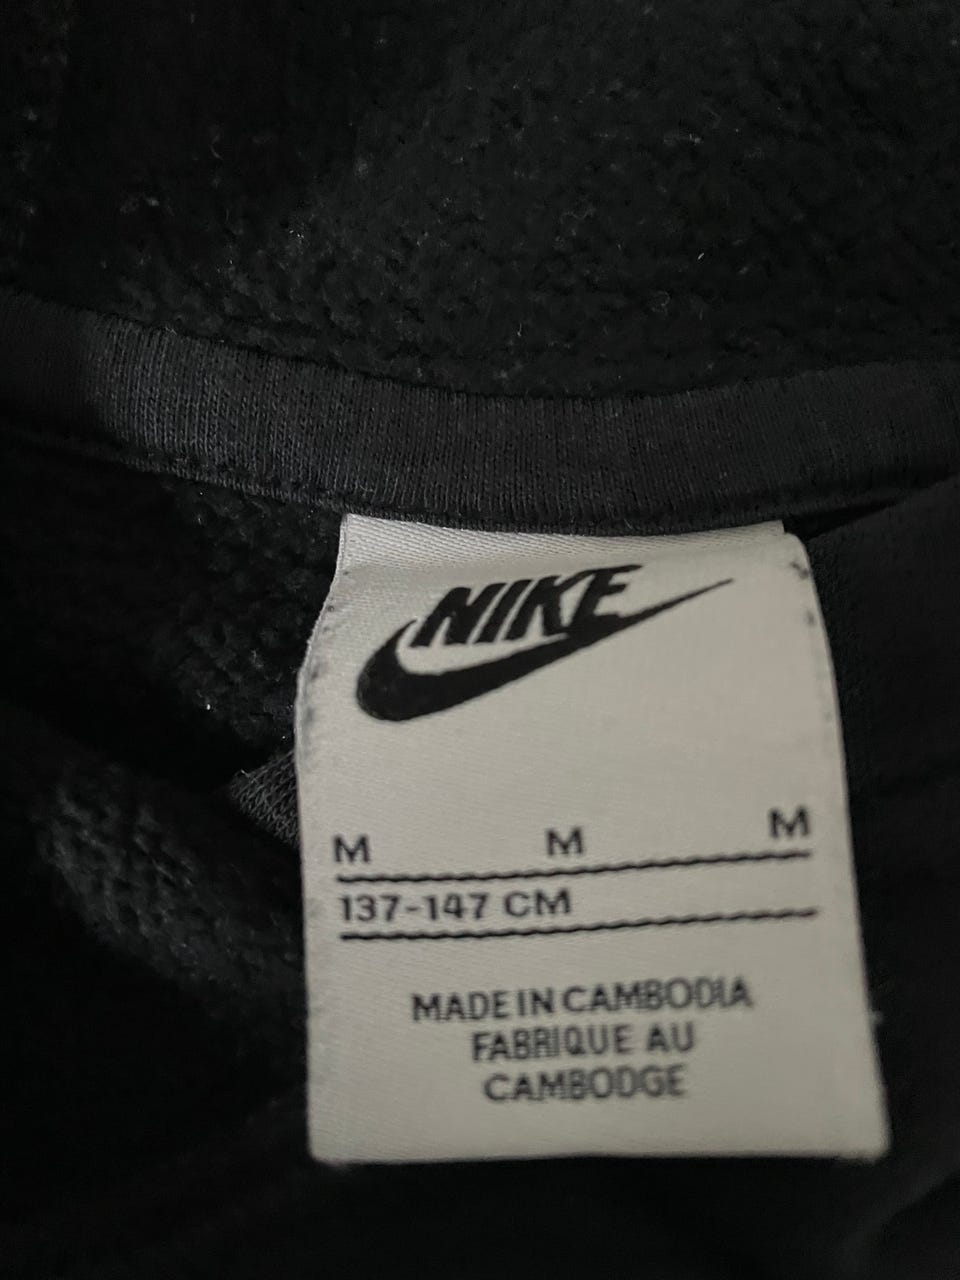 NIKE
M M M
137-147 CM
MADE IN CAMBODIA
FABRIQUE AU
CAMBODGE